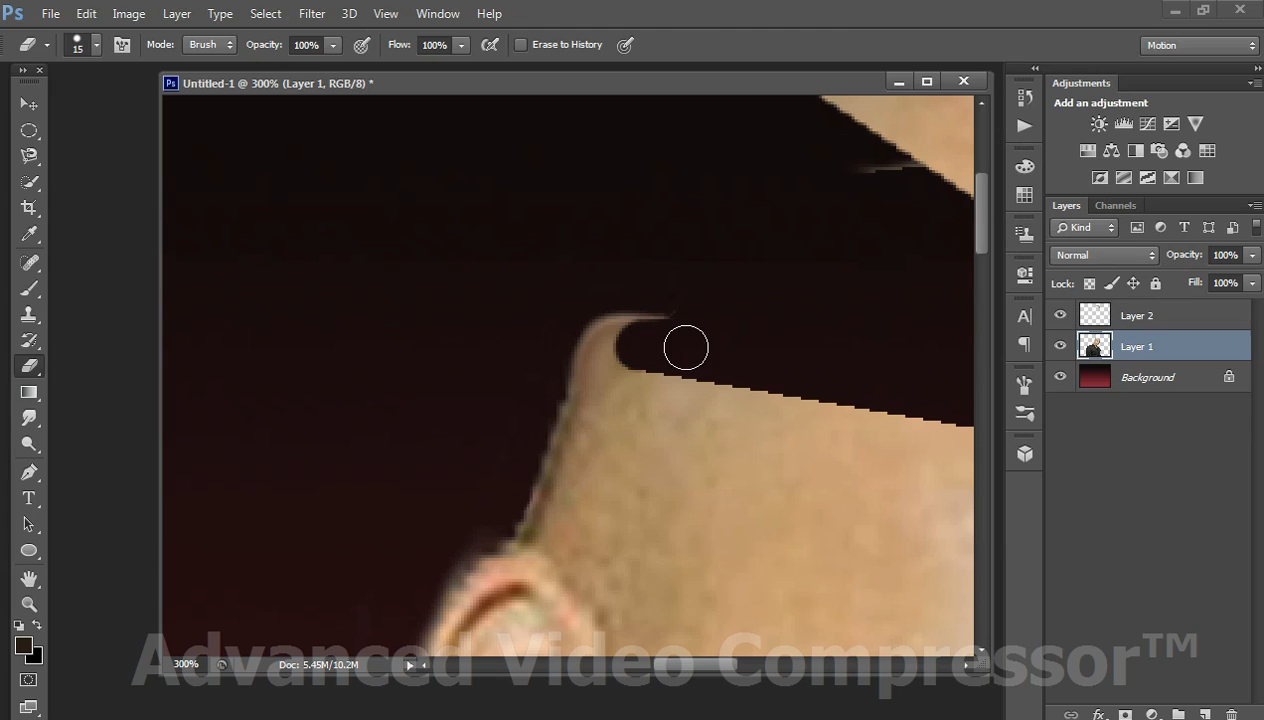 Ps File Edit Image Layer Type Select Filter 3D View Window Help
15 Mode: Brush Opacity: 100% Flow: 100% Erase to History Motion
Ps Untitled-1 @ 300% (Layer 1, RGB/8) *
Adjustments
Add an adjustment
Layers Channels
Kind
Normal Opacity: 100%
Lock: Fill: 100%
Layer 2
Layer 1
Background
300% Doc: 5.45M/10.2M
Advanced Video Compressor™